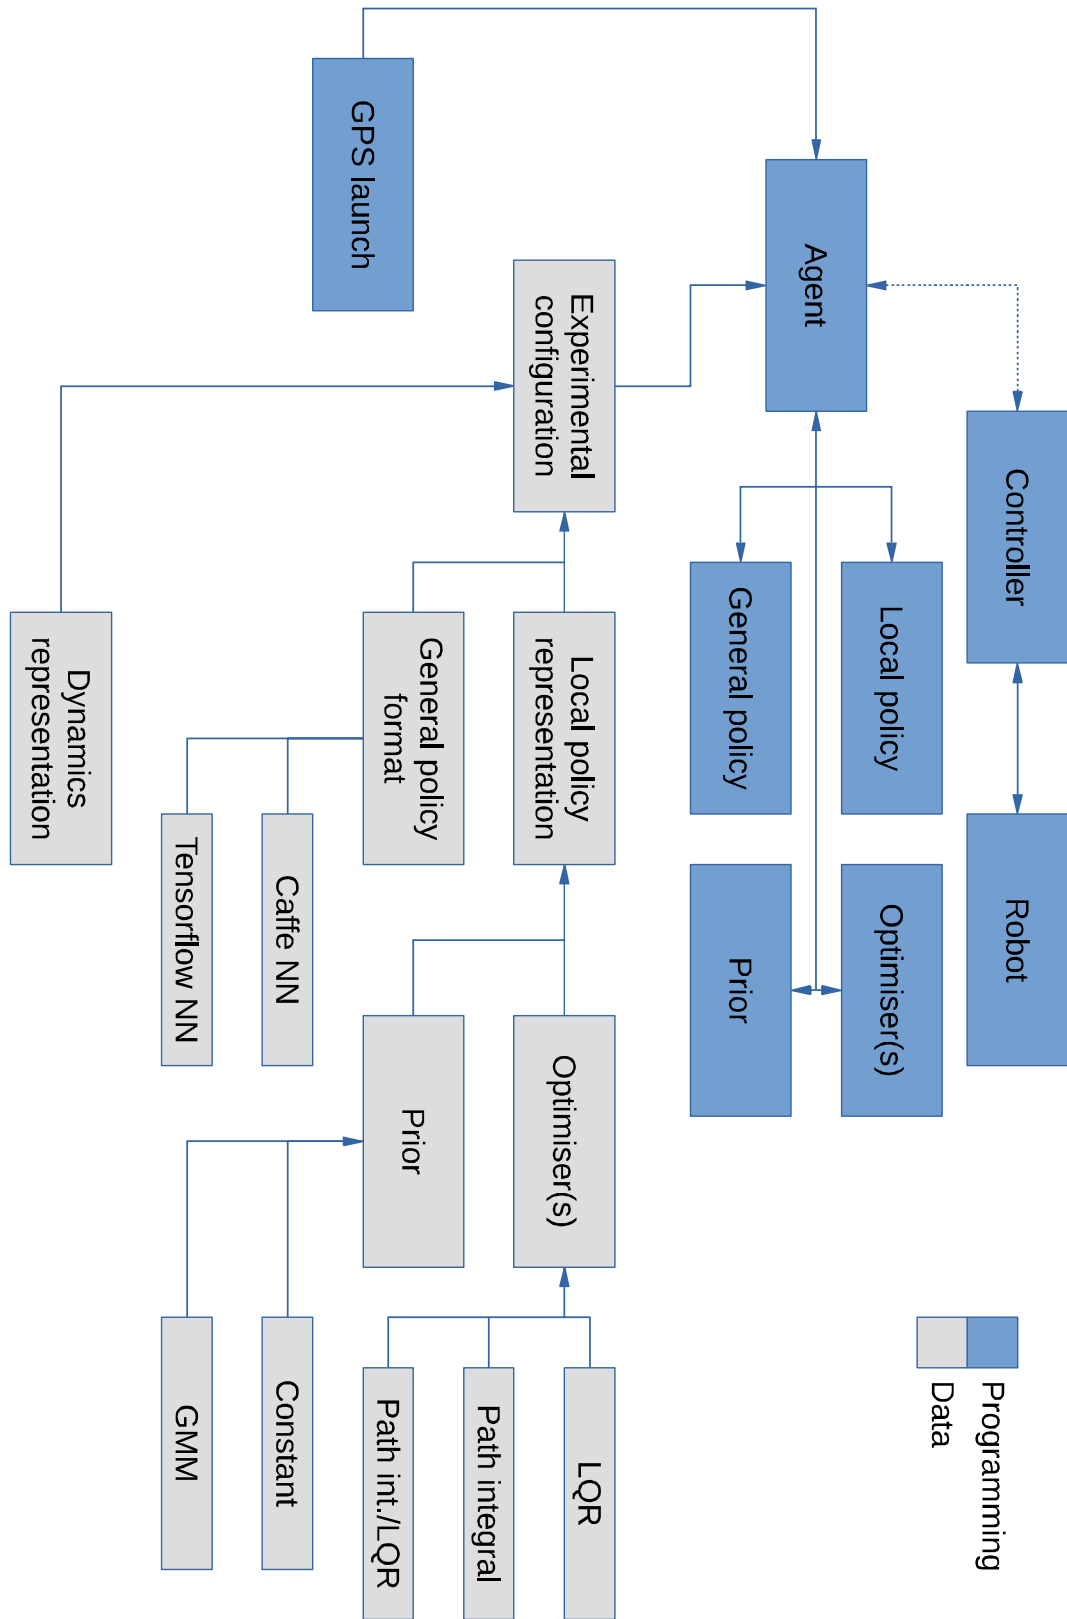 Controller
Robot
Programming
Data
Agent
Local policy
Optimiser(s)
General policy
Prior
Experimental
configuration
Local policy
representation
Optimiser(s)
LQR
Path integral
Path int./LQR
GPS launch
General policy
format
Prior
Caffe NN
Constant
Tensorflow NN
GMM
Dynamics
representation